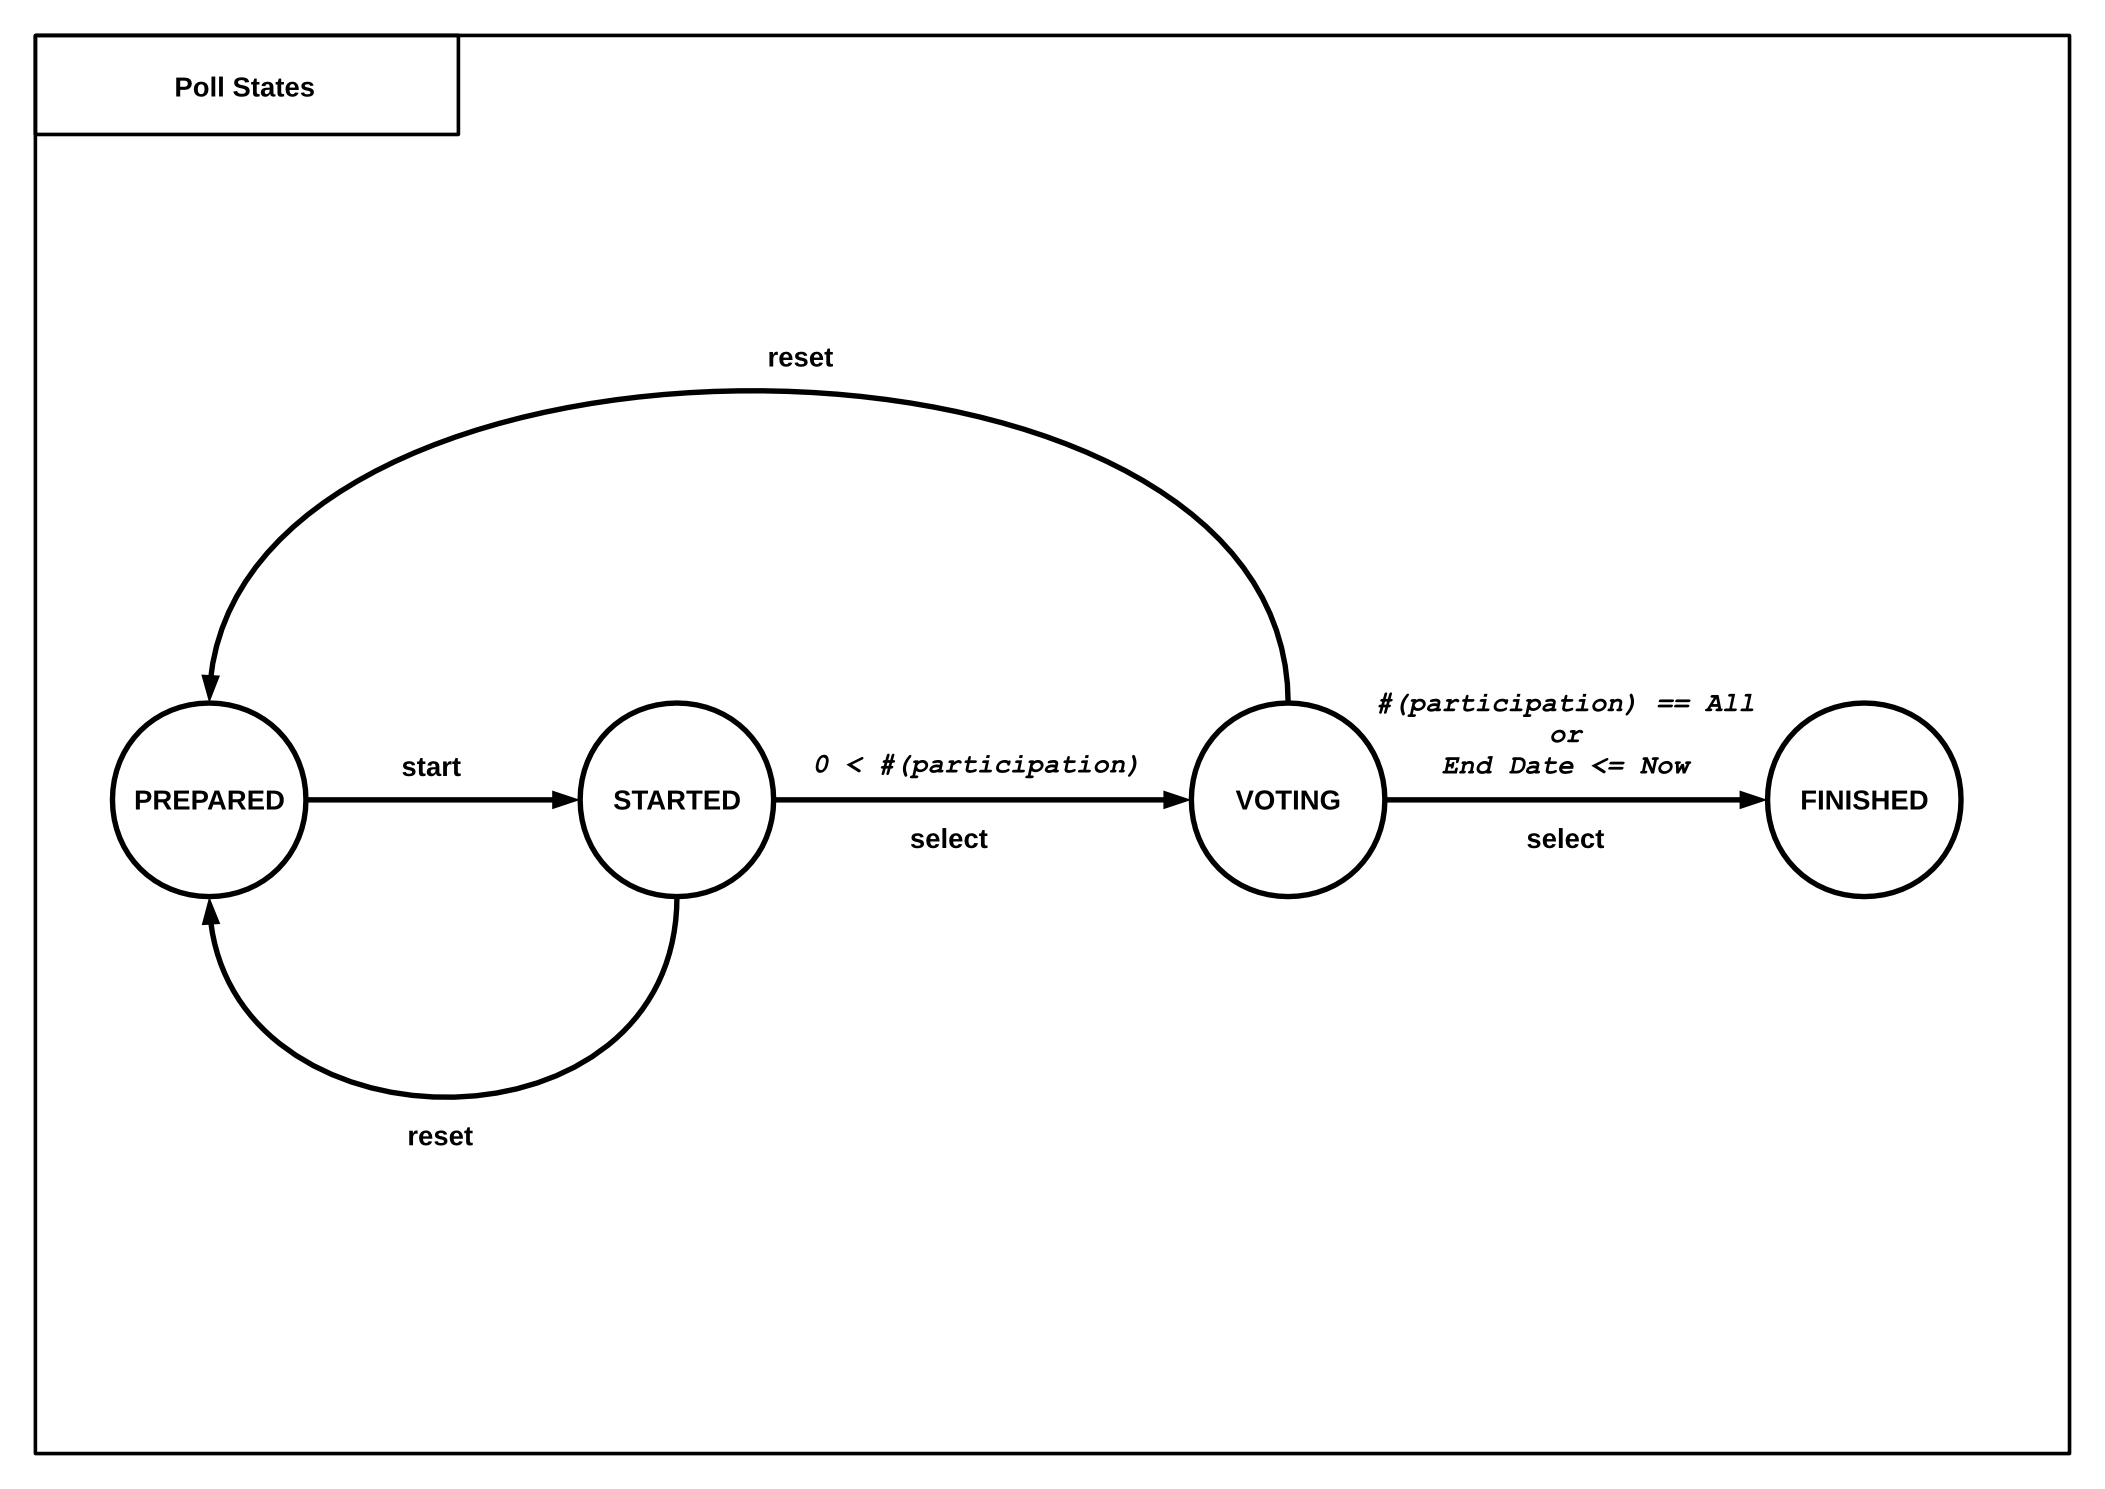 Poll States
reset
#(participation) == All
or
End Date <= Now
start
0 < #(participation)
PREPARED
STARTED
VOTING
FINISHED
select
select
reset